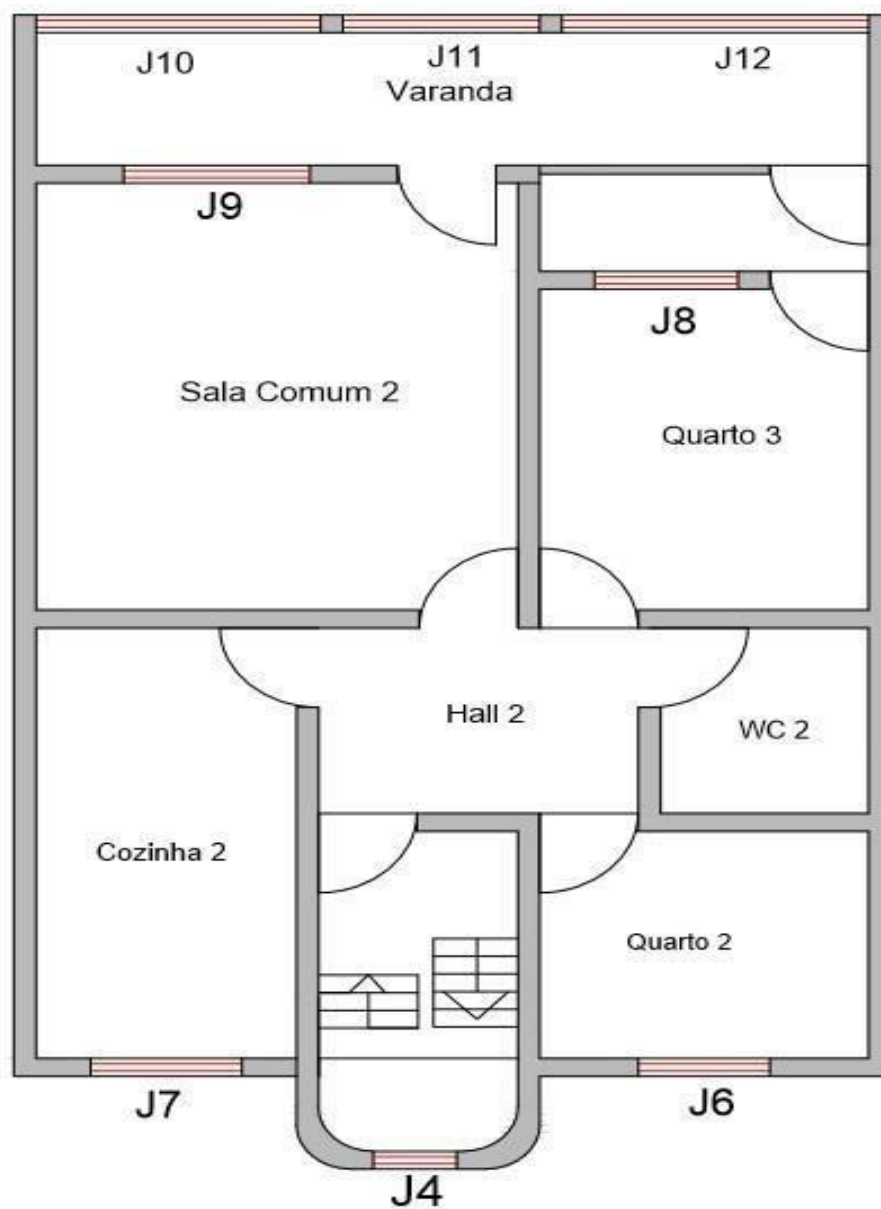 J10 J11 J12
Varanda
J9
J8
Sala Comum 2
Quarto 3
Hall 2
WC 2
Cozinha 2
Quarto 2
J7
J6
J4